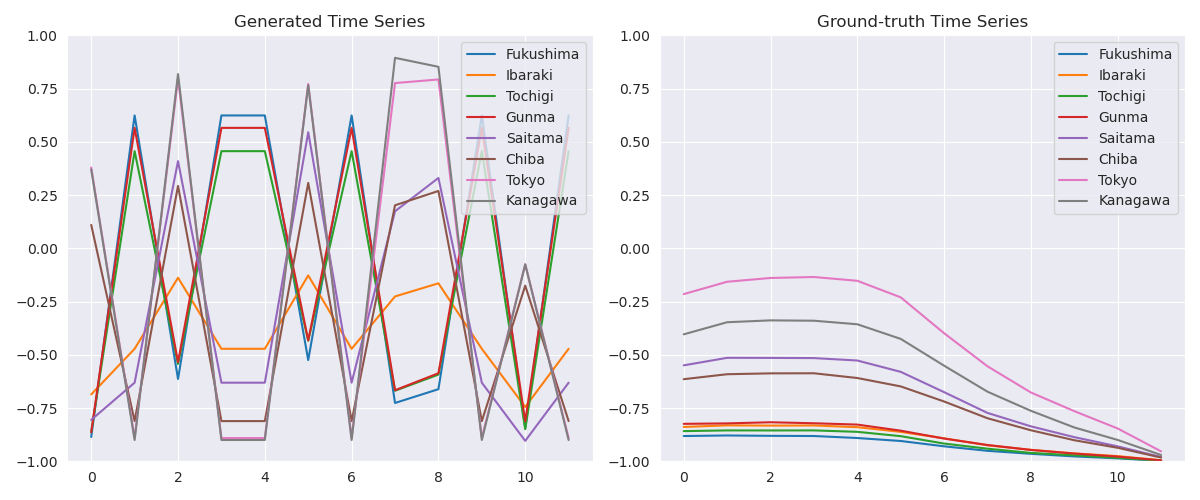 Generated Time Series
1.00
0.75
0.50
0.25
0.00
−0.25
−0.50
−0.75
−1.00
0 2 4 6 8 10
Fukushima
Ibaraki
Tochigi
Gunma
Saitama
Chiba
Tokyo
Kanagawa
Ground-truth Time Series
1.00
0.75
0.50
0.25
0.00
−0.25
−0.50
−0.75
−1.00
0 2 4 6 8 10
Fukushima
Ibaraki
Tochigi
Gunma
Saitama
Chiba
Tokyo
Kanagawa